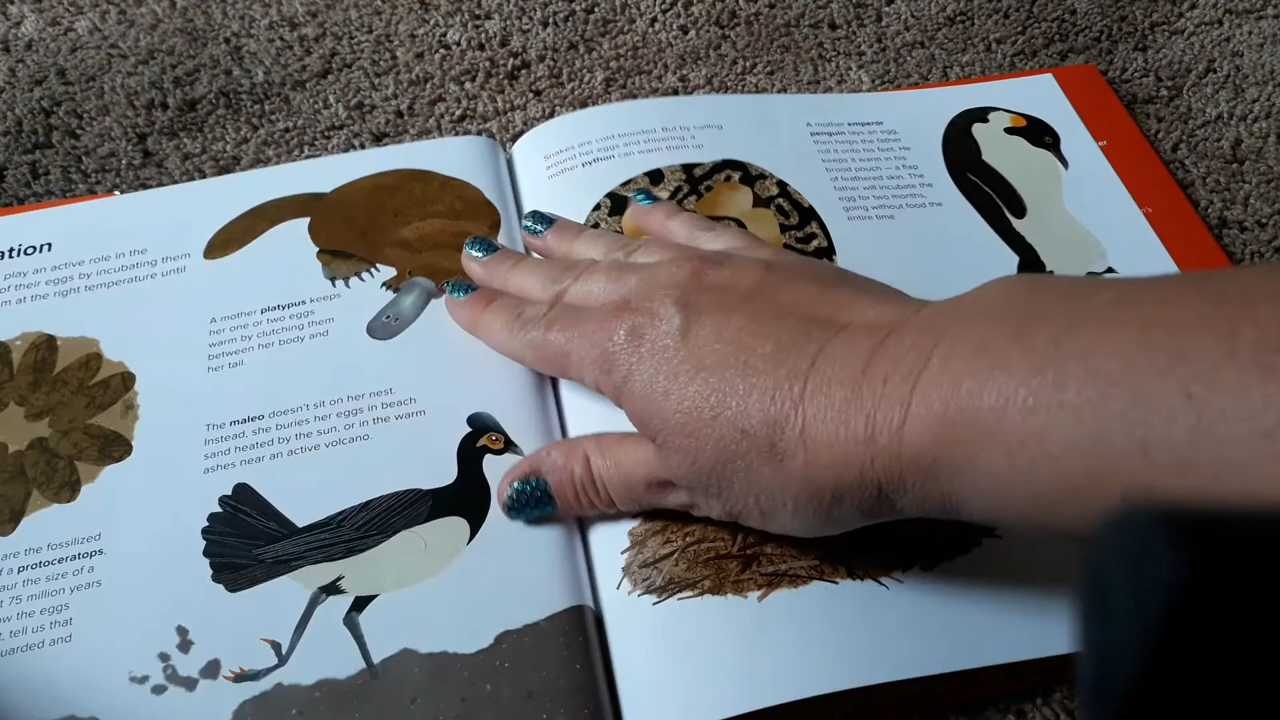 ation
play an active role in the
of their eggs by incubating them
m at the right temperature until
A mother platypus keeps
her one or two eggs
warm by clutching them
between her body and
her tail.
The maleo doesn't sit on her nest.
Instead, she buries her eggs in beach
sand heated by the sun, or in the warm
ashes near an active volcano.
are the fossilized
f a protoceratops,
aur the size of a
t 75 million years
ow the eggs
t, tell us that
uarded and
Snakes are cold-blooded. But by coiling
around her eggs and shivering, a
mother python can warm them up
A mother emperor
penguin lays an egg,
then helps the father
roll it onto his feet. He
keeps it warm in his
brood pouch — a flap
of feathered skin. The
father will incubate the
egg for two months,
going without food the
entire time
er
n's